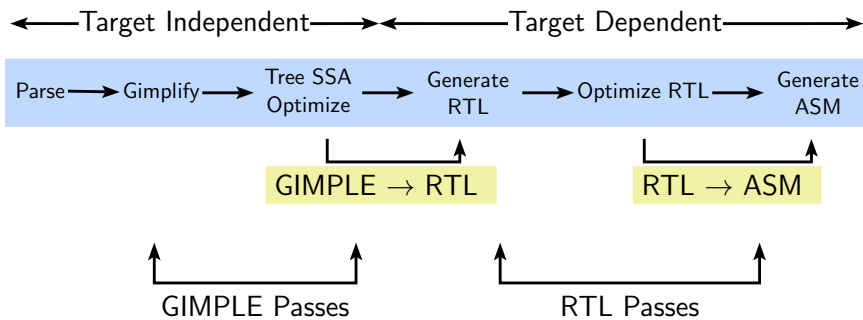 Target Independent Target Dependent
Parse Gimplify Tree SSA Optimize Generate RTL Optimize RTL Generate ASM
GIMPLE → RTL RTL → ASM
GIMPLE Passes RTL Passes